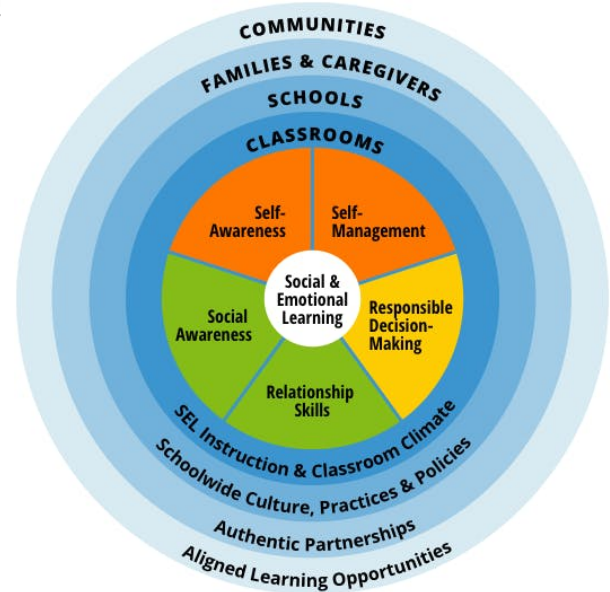 COMMUNITIES
FAMILIES & CAREGIVERS
SCHOOLS
CLASSROOMS
Self-
Awareness
Self-
Management
Social &
Emotional
Learning
Social
Awareness
Responsible
Decision-
Making
Relationship
Skills
SEL Instruction & Classroom Climate
Schoolwide Culture, Practices & Policies
Authentic Partnerships
Aligned Learning Opportunities